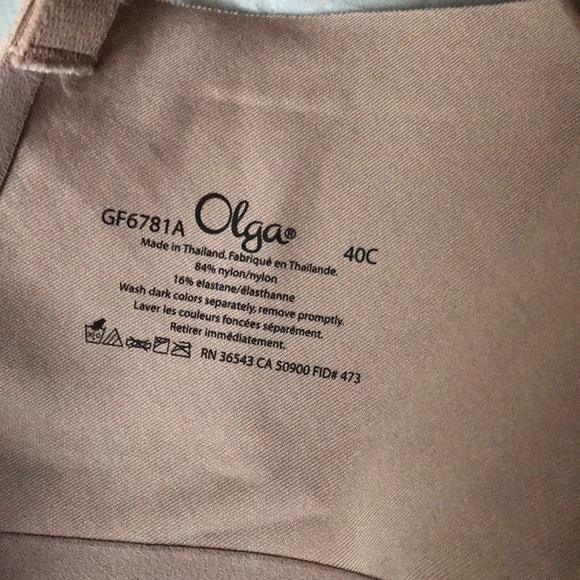 GF6781A Olga® 40C
Made in Thailand. Fabriqué en Thaïlande.
84% nylon/nylon
16% elastane/élasthanne
Wash dark colors separately, remove promptly.
Laver les couleurs foncées séparément.
Retirer immédiatement.
RN 36543 CA 50900 FID# 473